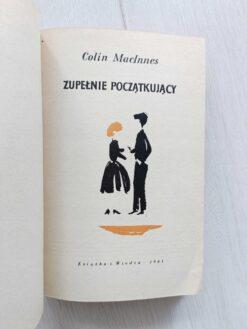 Colin MacInnes
ZUPEŁNIE POCZĄTKUJĄCY
Książka i Wiedza · 1961